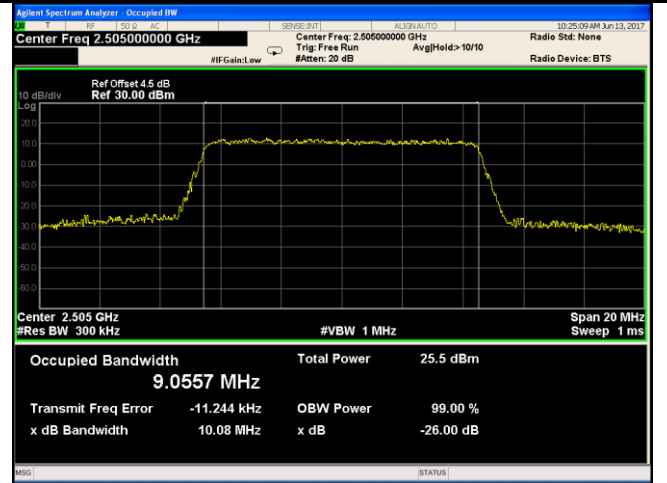 Agilent Spectrum Analyzer - Occupied BW
T RF 50 Ω AC SENSE:INT ALIGN AUTO 10:25:09 AM Jun 13, 2017
Center Freq 2.505000000 GHz Center Freq: 2.505000000 GHz Radio Std: None
Trig: Free Run Avg|Hold:>10/10
#IFGain:Low #Atten: 20 dB Radio Device: BTS
Ref Offset 4.5 dB
10 dB/div Ref 30.00 dBm
Log
20.0
10.0
0.00
-10.0
-20.0
-30.0
-40.0
-50.0
-60.0
Center 2.505 GHz Span 20 MHz
#Res BW 300 kHz #VBW 1 MHz Sweep 1 ms
Occupied Bandwidth Total Power 25.5 dBm
9.0557 MHz
Transmit Freq Error -11.244 kHz OBW Power 99.00 %
x dB Bandwidth 10.08 MHz x dB -26.00 dB
MSG STATUS